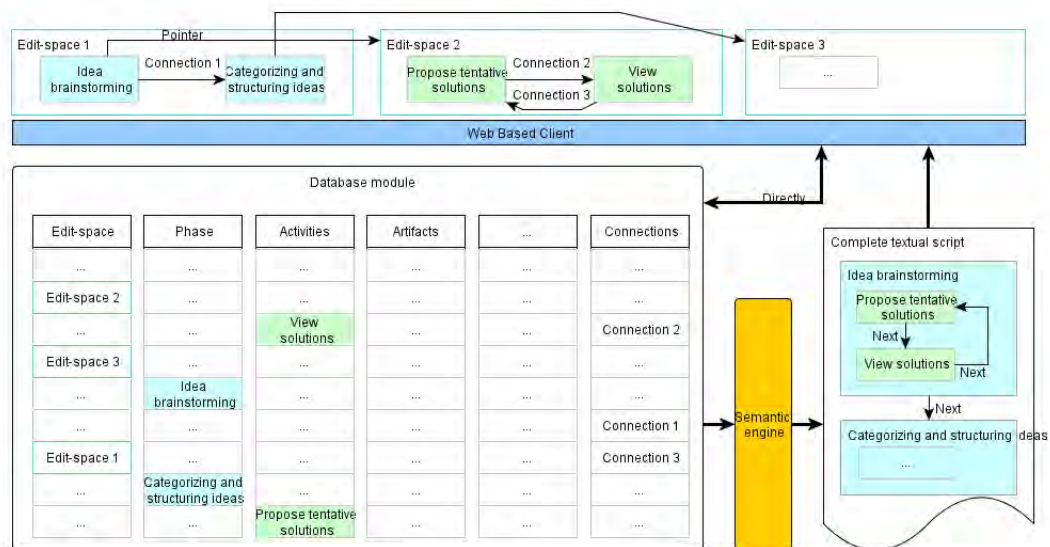 Edit-space 1
Pointer
Edit-space 2
Edit-space 3
Idea
brainstorming
Connection 1
Categorizing and
structuring ideas
Propose tentative
solutions
Connection 2
Connection 3
View
solutions
...
Web Based Client
Database module
Directly
Edit-space
Phase
Activities
Artifacts
...
Connections
... ... ... ... ... ...
Edit-space 2 ... ... ... ... ...
... ... View
solutions ... ... Connection 2
Edit-space 3 ... ... ... ... ...
... Idea
brainstorming ... ... ... ...
... ... ... ... ... Connection 1
Edit-space 1 ... ... ... ... Connection 3
... Categorizing and
structuring ideas ... ... ... ...
... ... Propose tentative
solutions ... ... ...
Semantic
engine
Complete textual script
Idea brainstorming
Propose tentative
solutions
Next
View solutions
Next
Next
Categorizing and structuring ideas
...